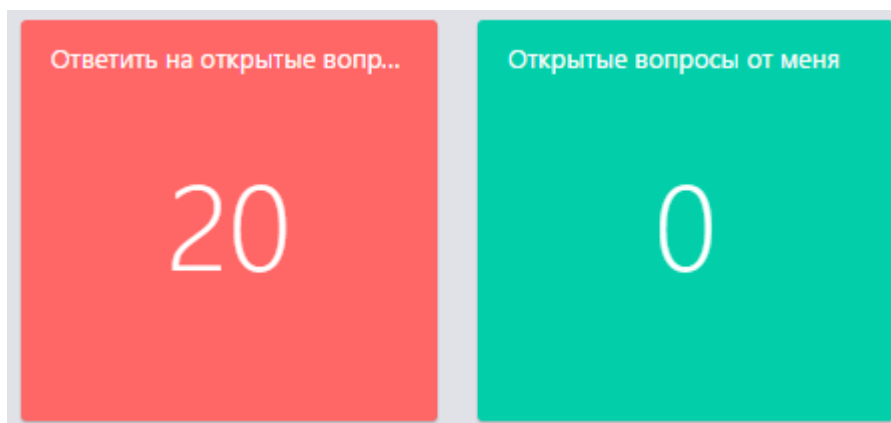 Ответить на открытые вопр...
Открытые вопросы от меня
20
0